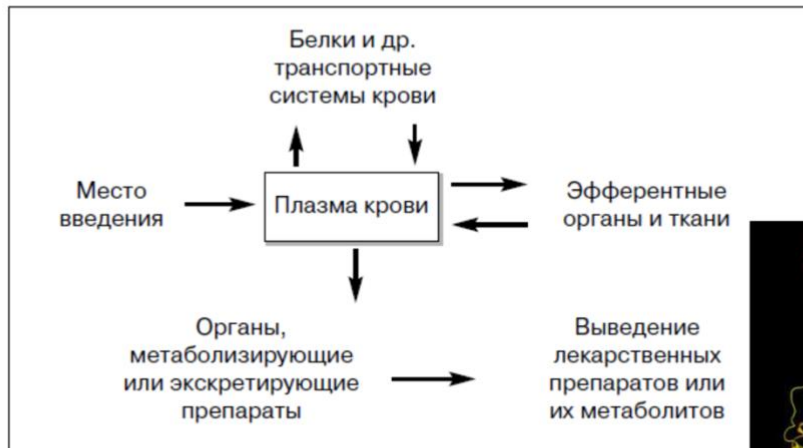 Белки и др.
транспортные
системы крови
Место
введения
Плазма крови
Эфферентные
органы и ткани
Органы,
метаболизирующие
или экскретирующие
препараты
Выведение
лекарственных
препаратов или
их метаболитов